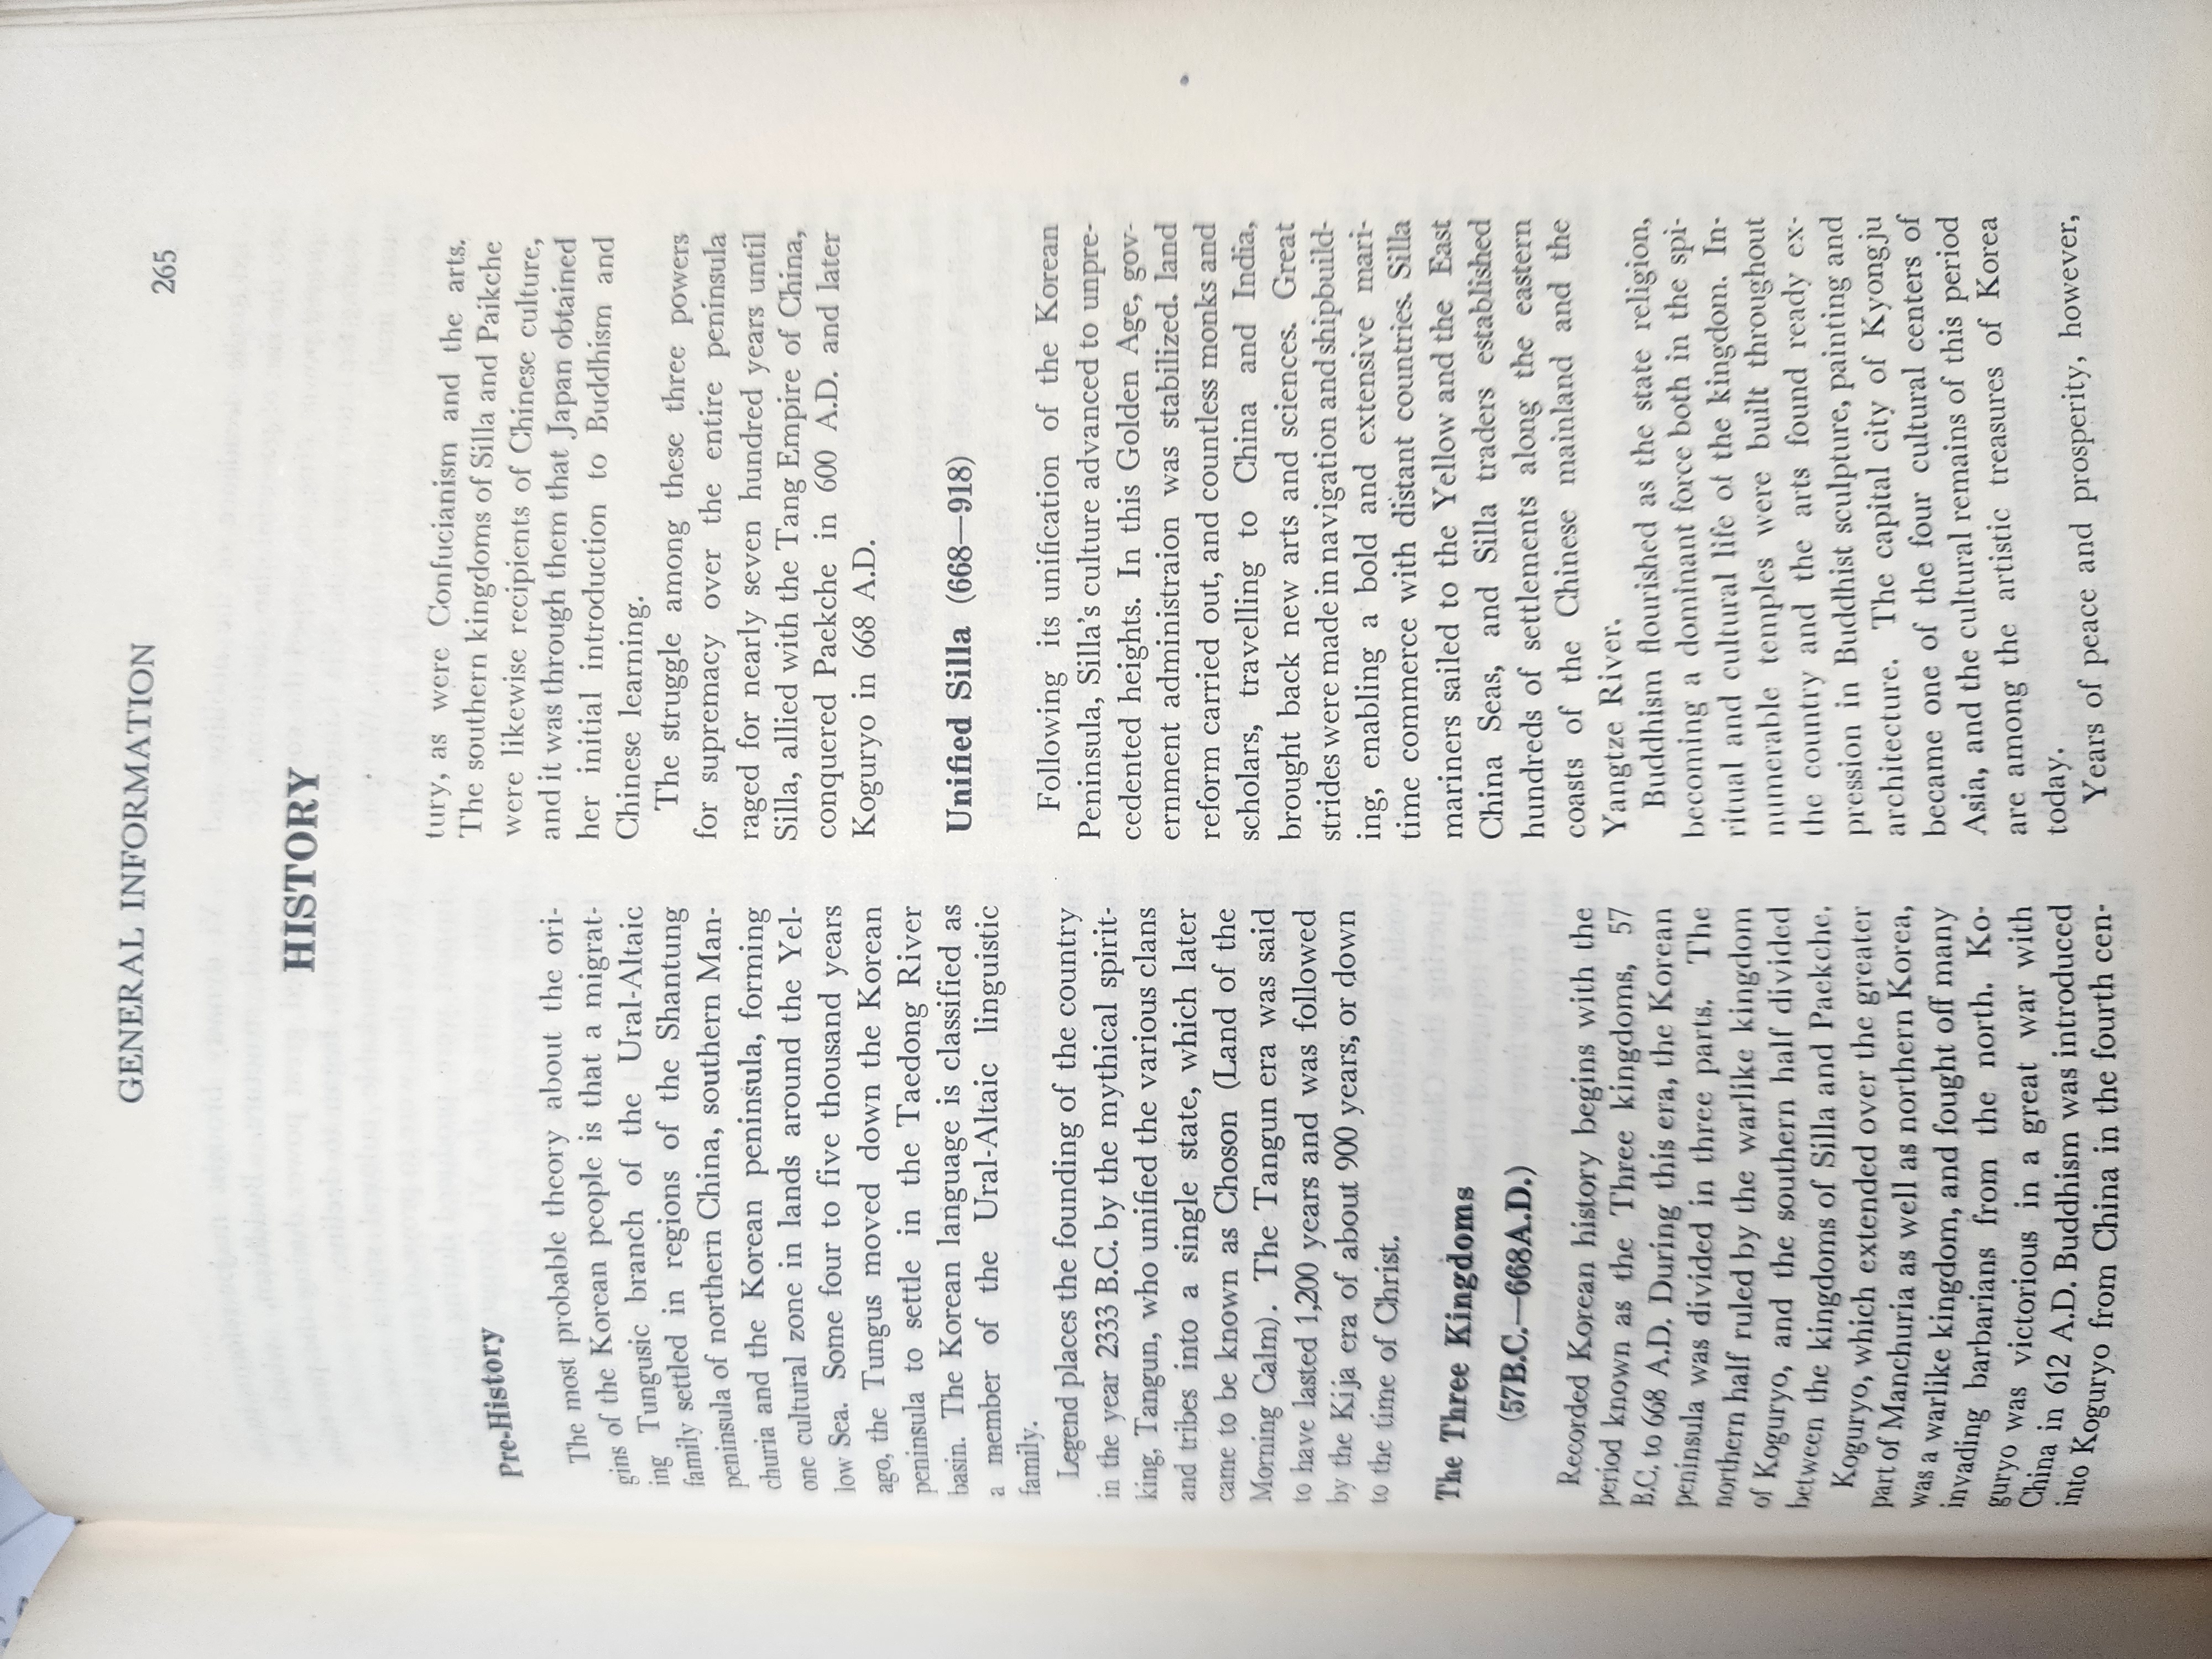 GENERAL INFORMATION
265
HISTORY
Pre-History
The most probable theory about the ori-
gins of the Korean people is that a migrat-
ing Tungusic branch of the Ural-Altaic
family settled in regions of the Shantung
peninsula of northern China, southern Man-
churia and the Korean peninsula, forming
one cultural zone in lands around the Yel-
low Sea. Some four to five thousand years
ago, the Tungus moved down the Korean
peninsula to settle in the Taedong River
basin. The Korean language is classified as
a member of the Ural-Altaic linguistic
family.
Legend places the founding of the country
in the year 2333 B.C. by the mythical spirit-
king, Tangun, who unified the various clans
and tribes into a single state, which later
came to be known as Choson (Land of the
Morning Calm). The Tangun era was said
to have lasted 1,200 years and was followed
by the Kija era of about 900 years, or down
to the time of Christ.
The Three Kingdoms
(57B.C.—668A.D.)
Recorded Korean history begins with the
period known as the Three kingdoms, 57
B.C. to 668 A.D. During this era, the Korean
peninsula was divided in three parts. The
northern half ruled by the warlike kingdom
of Koguryo, and the southern half divided
between the kingdoms of Silla and Paekche.
Koguryo, which extended over the greater
part of Manchuria as well as northern Korea,
was a warlike kingdom, and fought off many
invading barbarians from the north. Ko-
guryo was victorious in a great war with
China in 612 A.D. Buddhism was introduced
into Koguryo from China in the fourth cen-
tury, as were Confucianism and the arts.
The southern kingdoms of Silla and Paikche
were likewise recipients of Chinese culture,
and it was through them that Japan obtained
her initial introduction to Buddhism and
Chinese learning.
The struggle among these three powers
for supremacy over the entire peninsula
raged for nearly seven hundred years until
Silla, allied with the Tang Empire of China,
conquered Paekche in 600 A.D. and later
Koguryo in 668 A.D.
Unified Silla (668—918)
Following its unification of the Korean
Peninsula, Silla's culture advanced to unpre-
cedented heights. In this Golden Age, gov-
ernment administraion was stabilized, land
reform carried out, and countless monks and
scholars, travelling to China and India,
brought back new arts and sciences. Great
strides were made in navigation and shipbuild-
ing, enabling a bold and extensive mari-
time commerce with distant countries. Silla
mariners sailed to the Yellow and the East
China Seas, and Silla traders established
hundreds of settlements along the eastern
coasts of the Chinese mainland and the
Yangtze River.
Buddhism flourished as the state religion,
becoming a dominant force both in the spi-
ritual and cultural life of the kingdom. In-
numerable temples were built throughout
the country and the arts found ready ex-
pression in Buddhist sculpture, painting and
architecture. The capital city of Kyongju
became one of the four cultural centers of
Asia, and the cultural remains of this period
are among the artistic treasures of Korea
today.
Years of peace and prosperity, however,